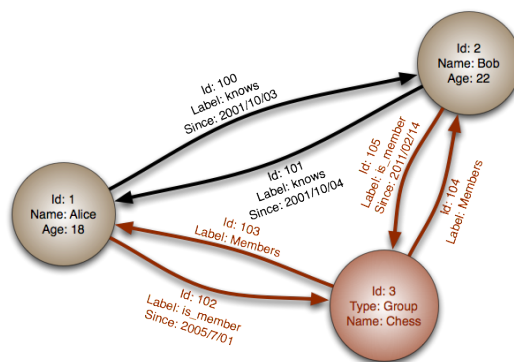 Id: 2
Name: Bob
Age: 22
Id: 100
Label: knows
Since: 2001/10/03
Id: 101
Label: knows
Since: 2001/10/04
Id: 105
Label: is_member
Since: 2011/02/14
Id: 104
Label: Members
Id: 1
Name: Alice
Age: 18
Id: 103
Label: Members
Id: 102
Label: is_member
Since: 2005/7/01
Id: 3
Type: Group
Name: Chess